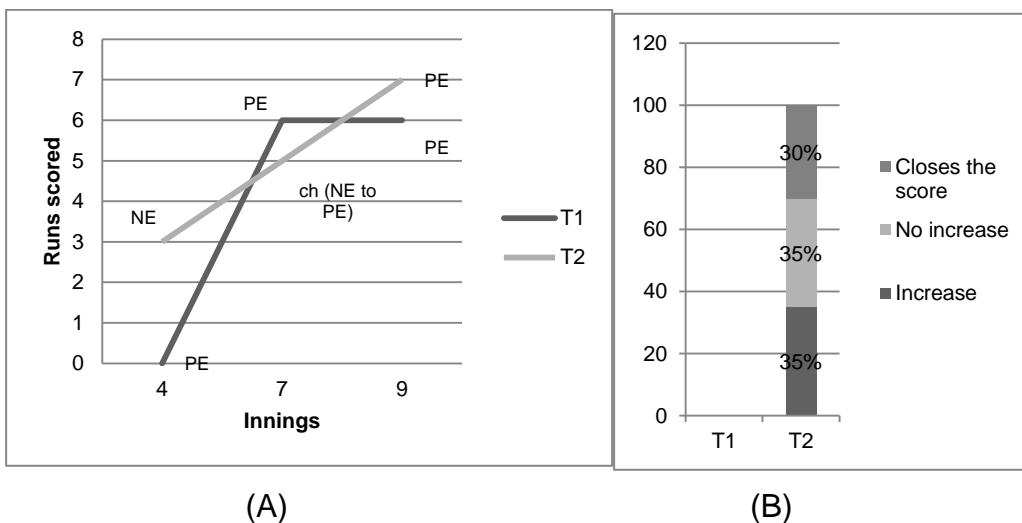 8
7
6
5
4
3
2
1
0
Runs scored
PE
PE
PE
NE
ch (NE to
PE)
PE
4
7
9
Innings
T1
T2
120
100
80
60
40
20
0
30%
35%
35%
T1
T2
Closes the
score
No increase
Increase
(A)
(B)